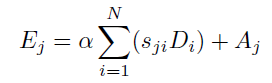 E_j = α ∑_{i=1}^{N} (s_{ji} D_i) + A_j